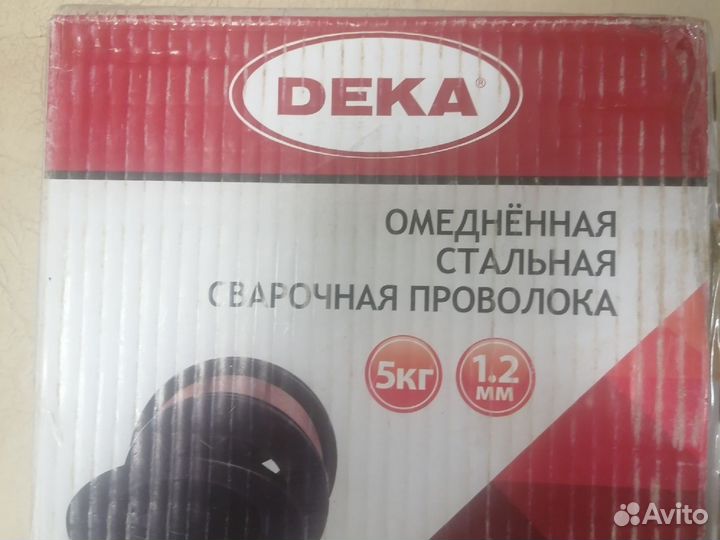 DEKA®
ОМЕДНЁННАЯ
СТАЛЬНАЯ
СВАРОЧНАЯ ПРОВОЛОКА
5КГ
1.2
ММ
Avito